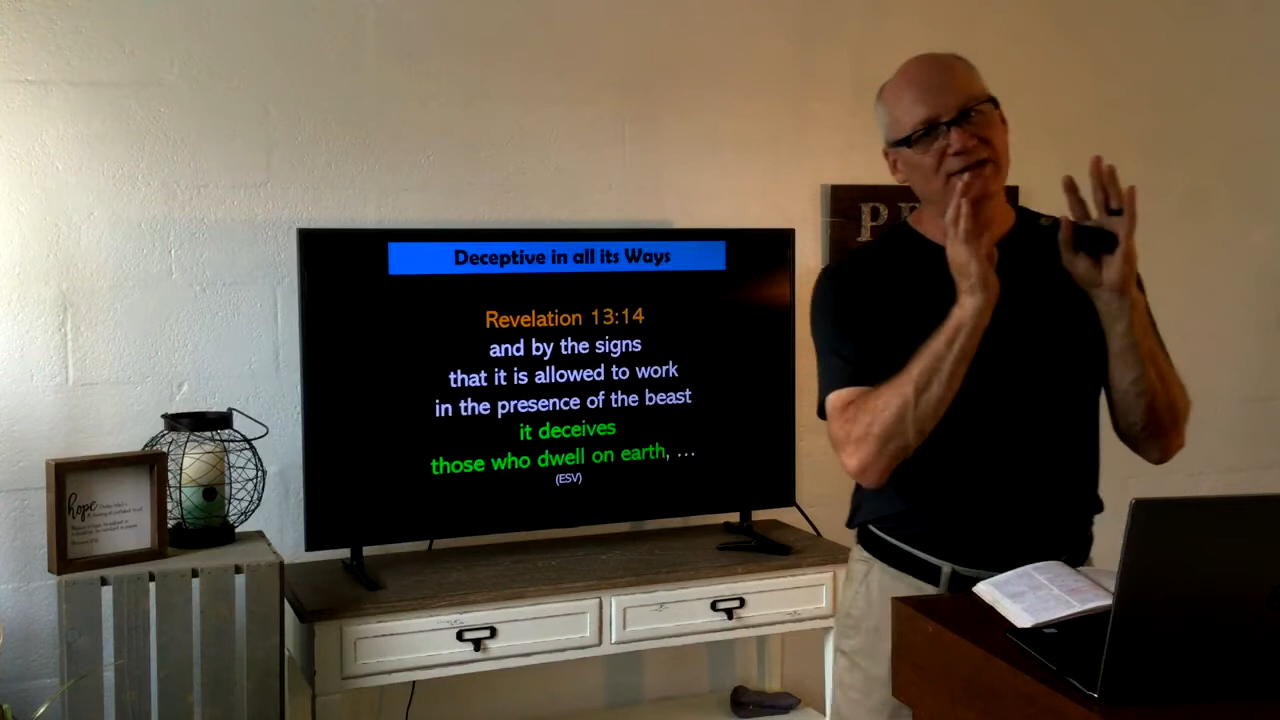 Deceptive in all its Ways
Revelation 13:14
and by the signs
that it is allowed to work
in the presence of the beast
it deceives
those who dwell on earth, ...
(ESV)
hope